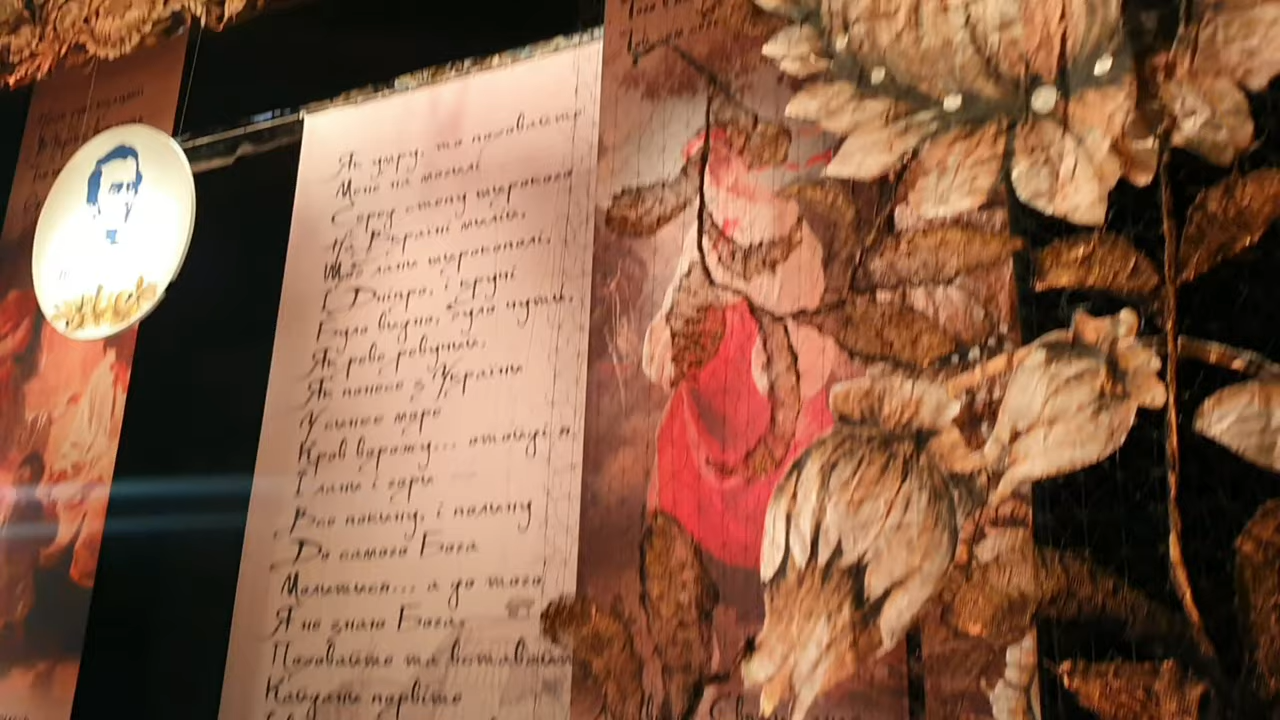 Як умру, то поховайте
Мене на могилі
Серед степу широкого
На Вкраїні милій,
Щоб лани широкополі,
І Дніпро, і кручі
Було видно, було чути,
Як реве ревучий.
Як понесе з України
У синєє море
Кров ворожу... отойді я
І лани і гори
Все покину, і полину
До самого Бога
Молитися... а до того
Я не знаю Бога.
Поховайте та вставайте
Кайдани порвіте